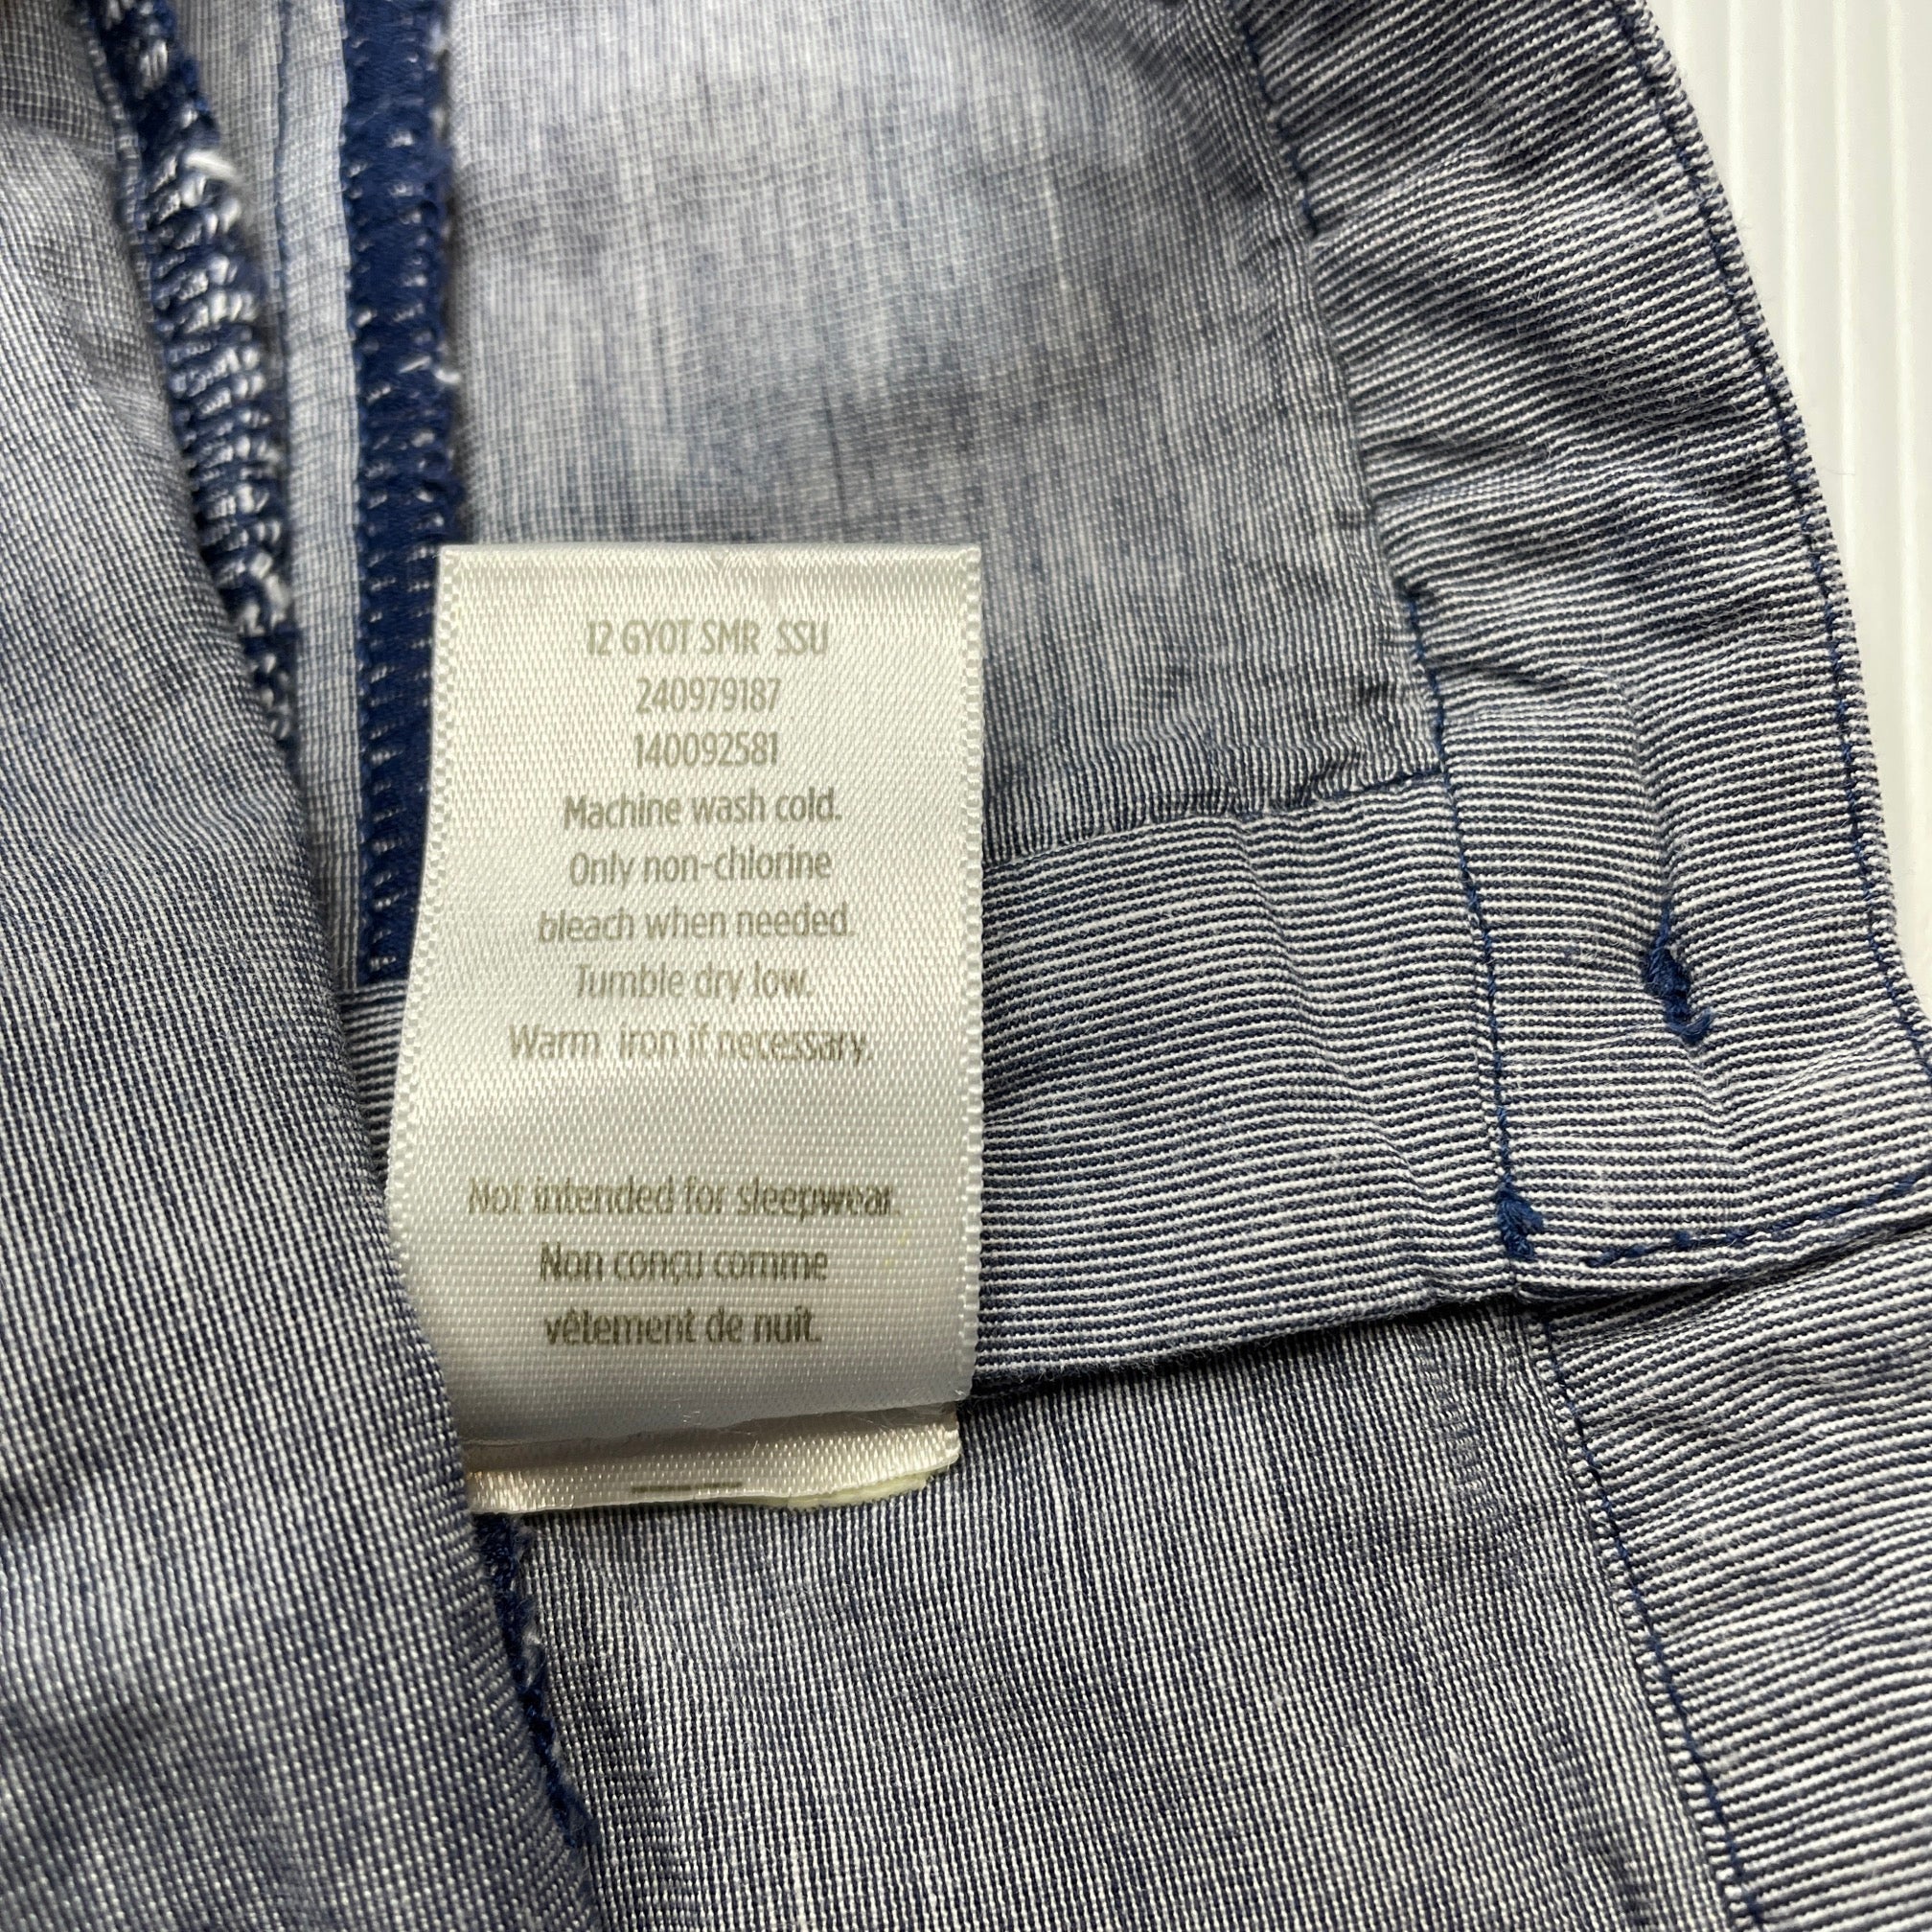 12 GYOT SMR SSU
240979187
140092581
Machine wash cold.
Only non-chlorine
bleach when needed.
Tumble dry low.
Warm iron if necessary.
Not intended for sleepwear.
Non conçu comme
vêtement de nuit.